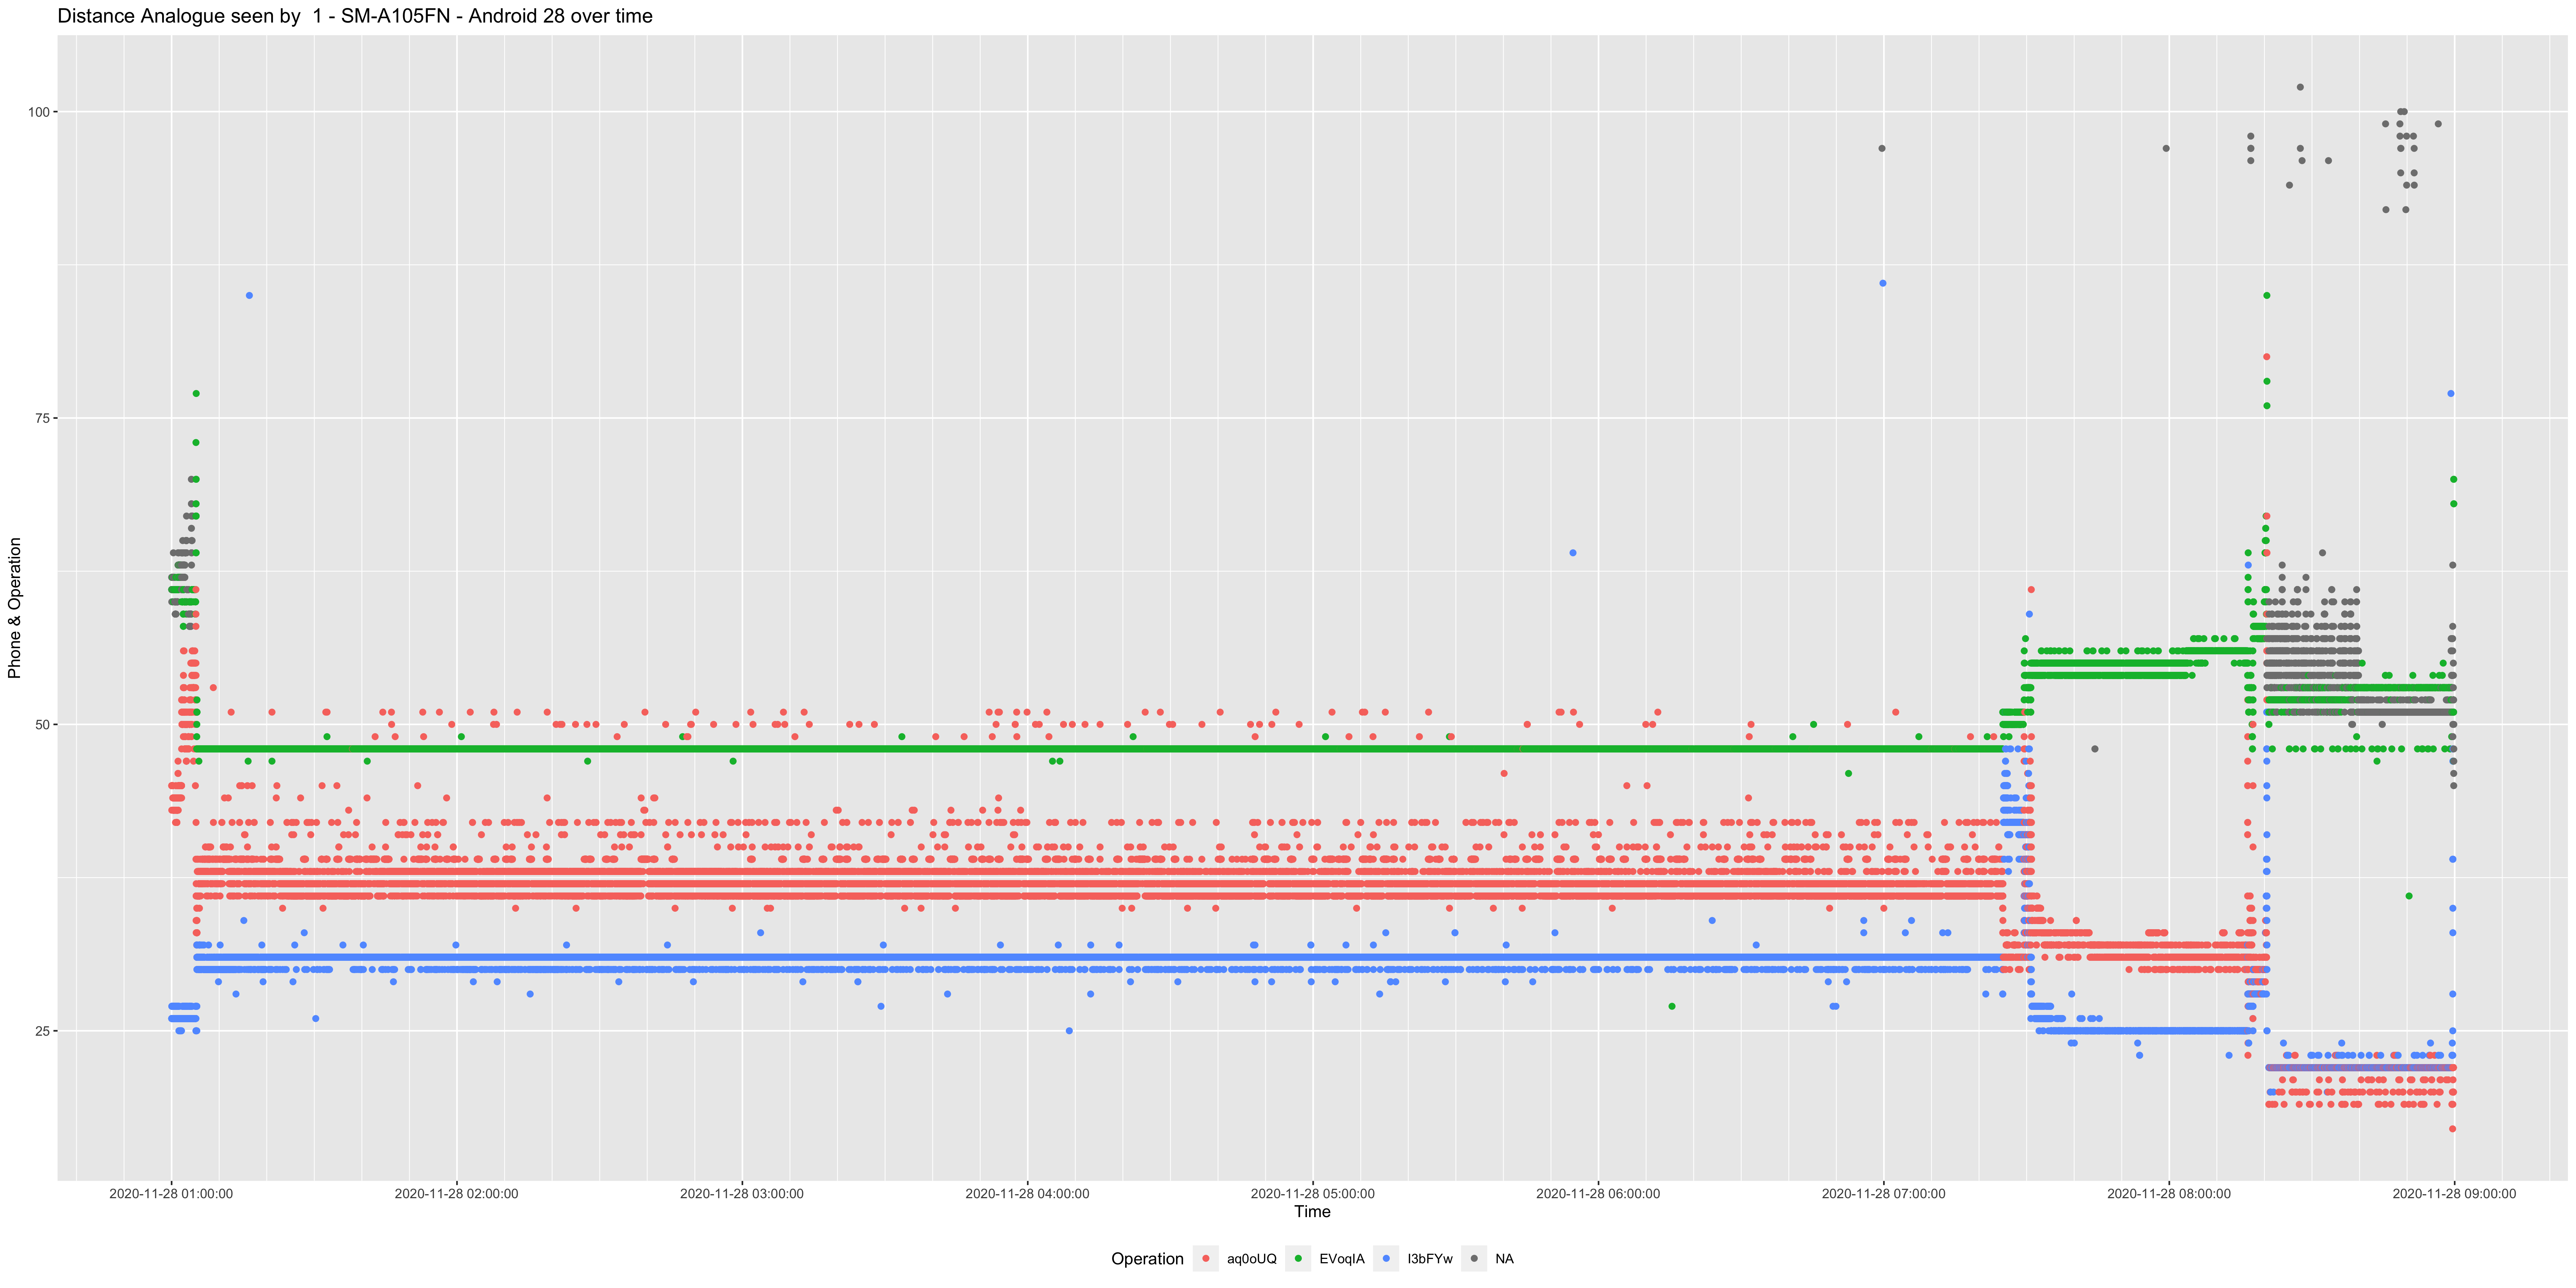 Distance Analogue seen by  1 - SM-A105FN - Android 28 over time
Phone & Operation
100
75
50
25
2020-11-28 01:00:00 2020-11-28 02:00:00 2020-11-28 03:00:00 2020-11-28 04:00:00 2020-11-28 05:00:00 2020-11-28 06:00:00 2020-11-28 07:00:00 2020-11-28 08:00:00 2020-11-28 09:00:00
Time
Operation aq0oUQ EVoqIA I3bFYw NA